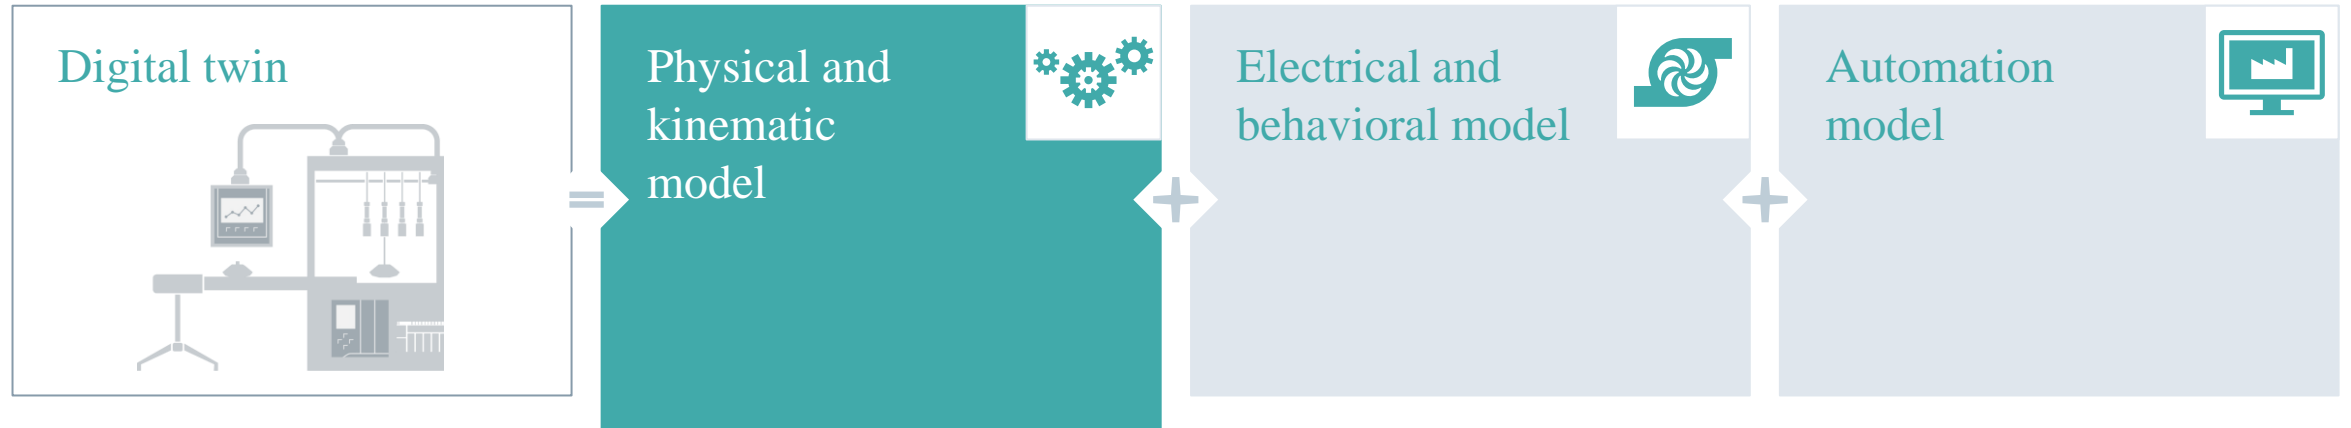 Digital twin
=
Physical and
kinematic
model
+
Electrical and
behavioral model
+
Automation
model